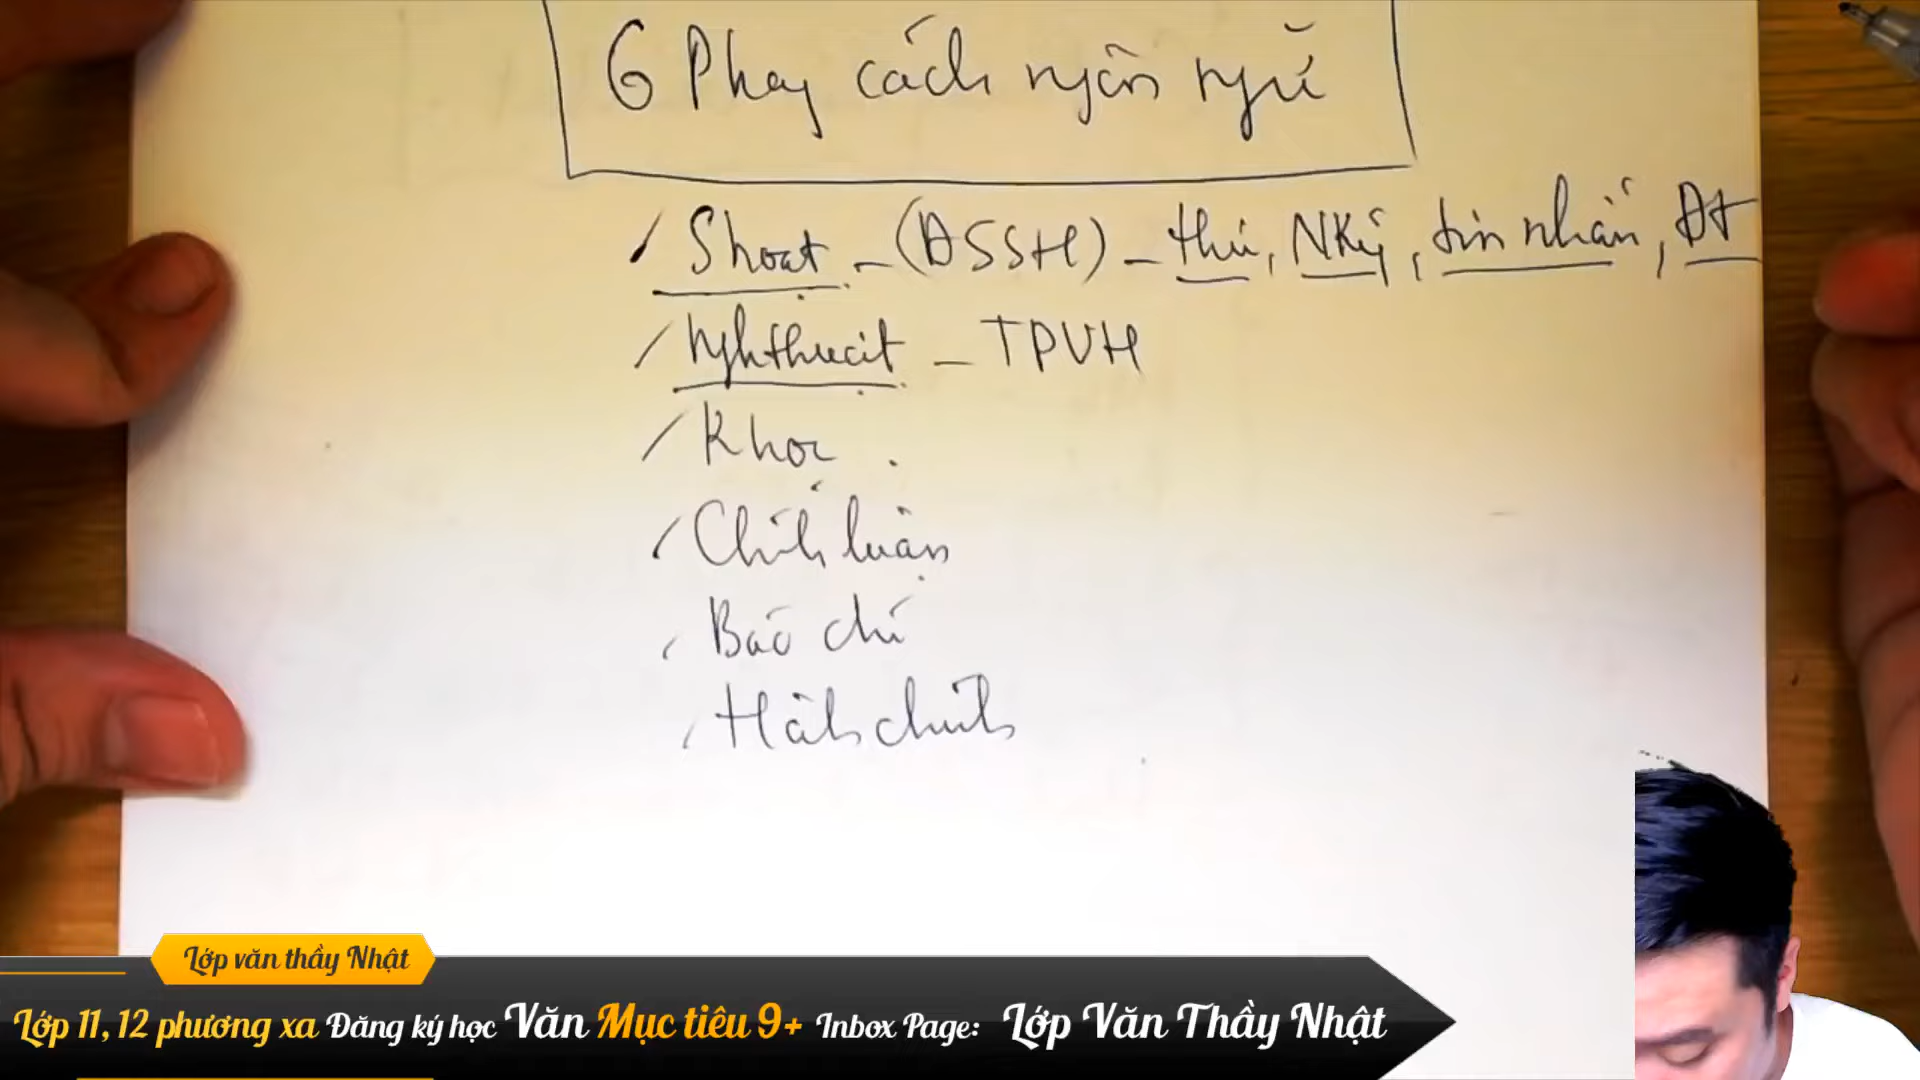 6 Phong cách ngôn ngữ
Shoạt - (ĐSSH) - thư, NKý, tin nhắn, ĐT
Nghthuật - TPVH
Khọc
Chính luận
Báo chí
Hành chính
Lớp văn thầy Nhật
Lớp 11, 12 phương xa Đăng ký học Văn Mục tiêu 9+ Inbox Page: Lớp Văn Thầy Nhật